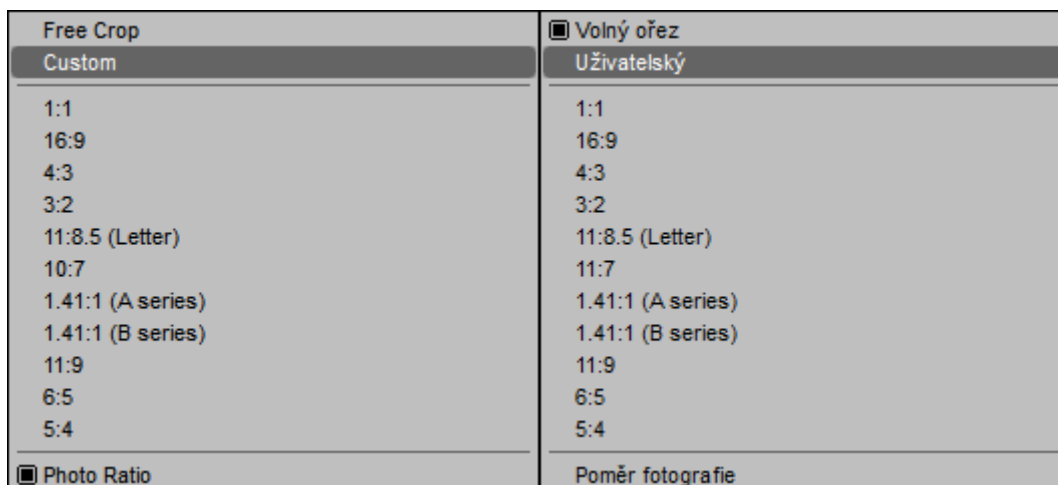 Free Crop
Custom
1:1
16:9
4:3
3:2
11:8.5 (Letter)
10:7
1.41:1 (A series)
1.41:1 (B series)
11:9
6:5
5:4
Photo Ratio
Volný ořez
Uživatelský
1:1
16:9
4:3
3:2
11:8.5 (Letter)
11:7
1.41:1 (A series)
1.41:1 (B series)
11:9
6:5
5:4
Poměr fotografie